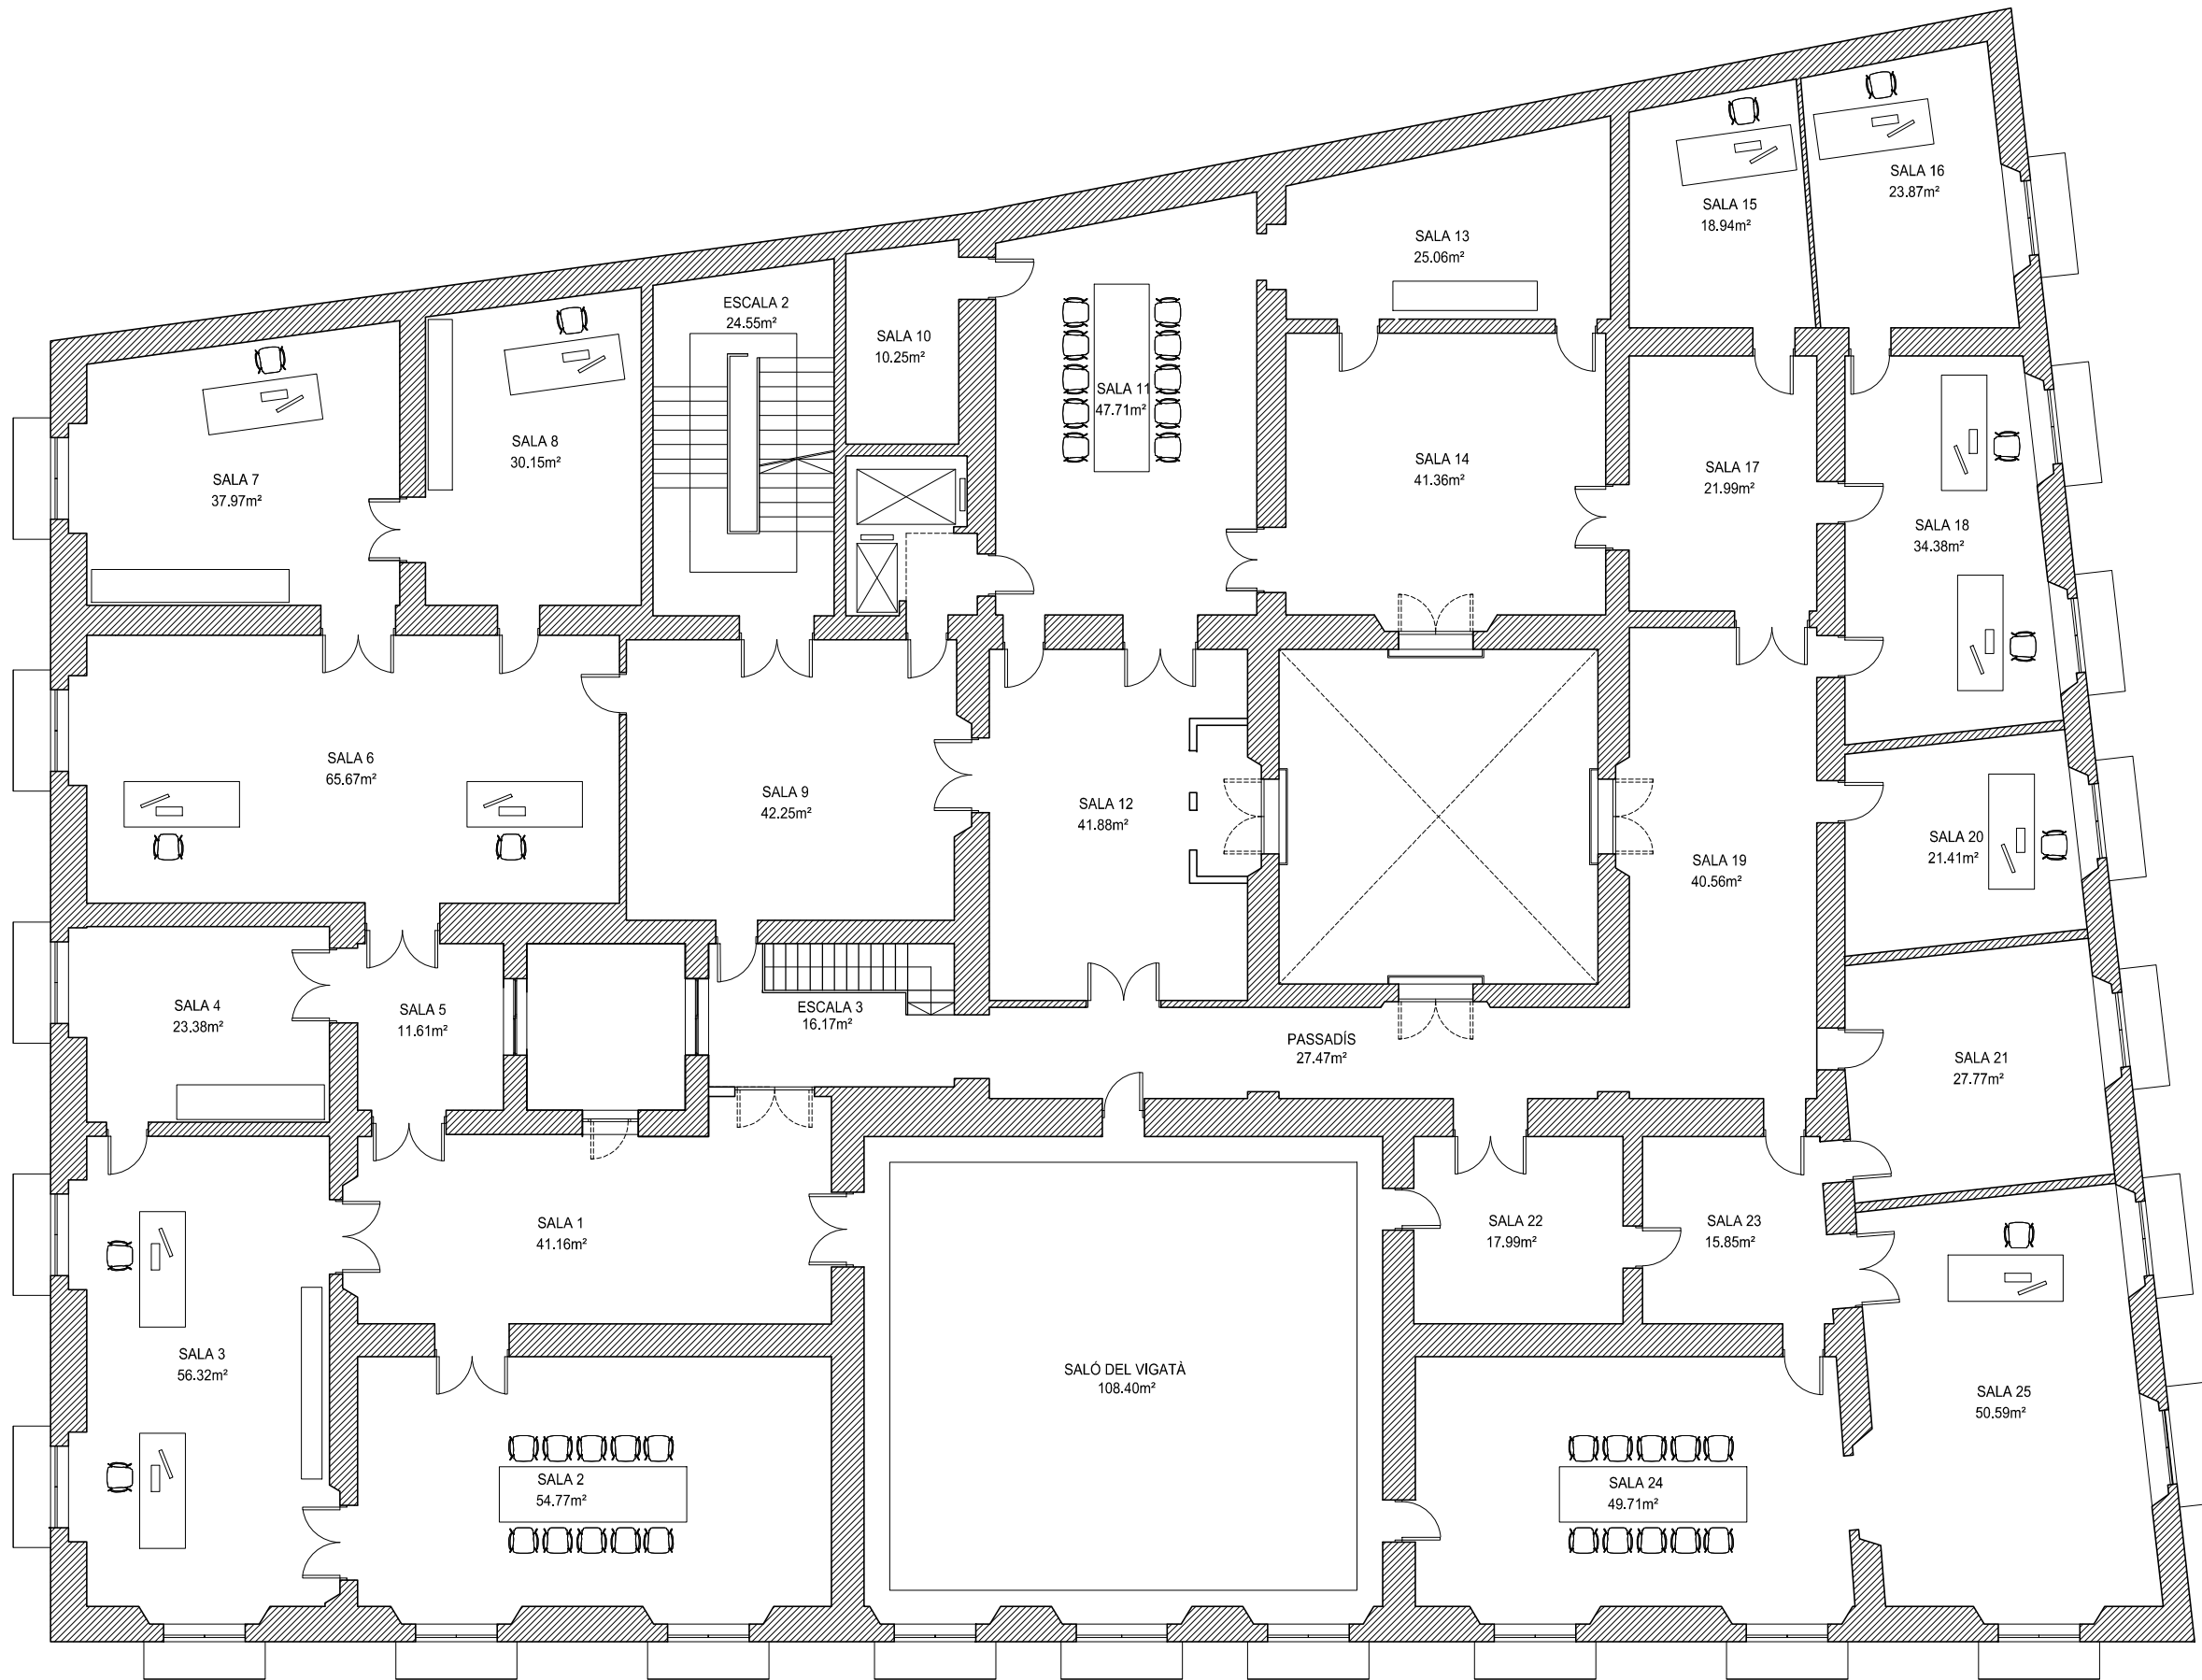 SALA 16
23.87m²
SALA 15
18.94m²
SALA 13
25.06m²
ESCALA 2
24.55m²
SALA 10
10.25m²
SALA 11
47.71m²
SALA 8
30.15m²
SALA 7
37.97m²
SALA 14
41.36m²
SALA 17
21.99m²
SALA 18
34.38m²
SALA 6
65.67m²
SALA 9
42.25m²
SALA 12
41.88m²
SALA 19
40.56m²
SALA 20
21.41m²
SALA 4
23.38m²
SALA 5
11.61m²
ESCALA 3
16.17m²
PASSADÍS
27.47m²
SALA 21
27.77m²
SALA 1
41.16m²
SALA 22
17.99m²
SALA 23
15.85m²
SALA 3
56.32m²
SALÓ DEL VIGATÀ
108.40m²
SALA 25
50.59m²
SALA 2
54.77m²
SALA 24
49.71m²